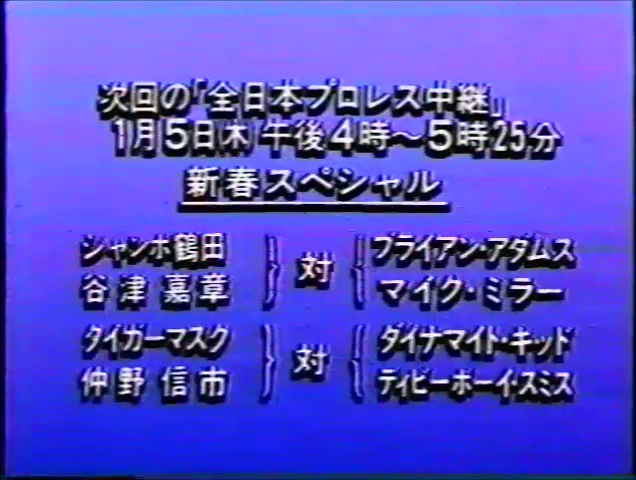 次回の「全日本プロレス中継」
1月5日木 午後4時〜5時25分
新春スペシャル
ジャンボ鶴田
谷津嘉章
対
ブライアン・アダムス
マイク・ミラー
タイガーマスク
仲野信市
対
ダイナマイト・キッド
デイビーボーイ・スミス